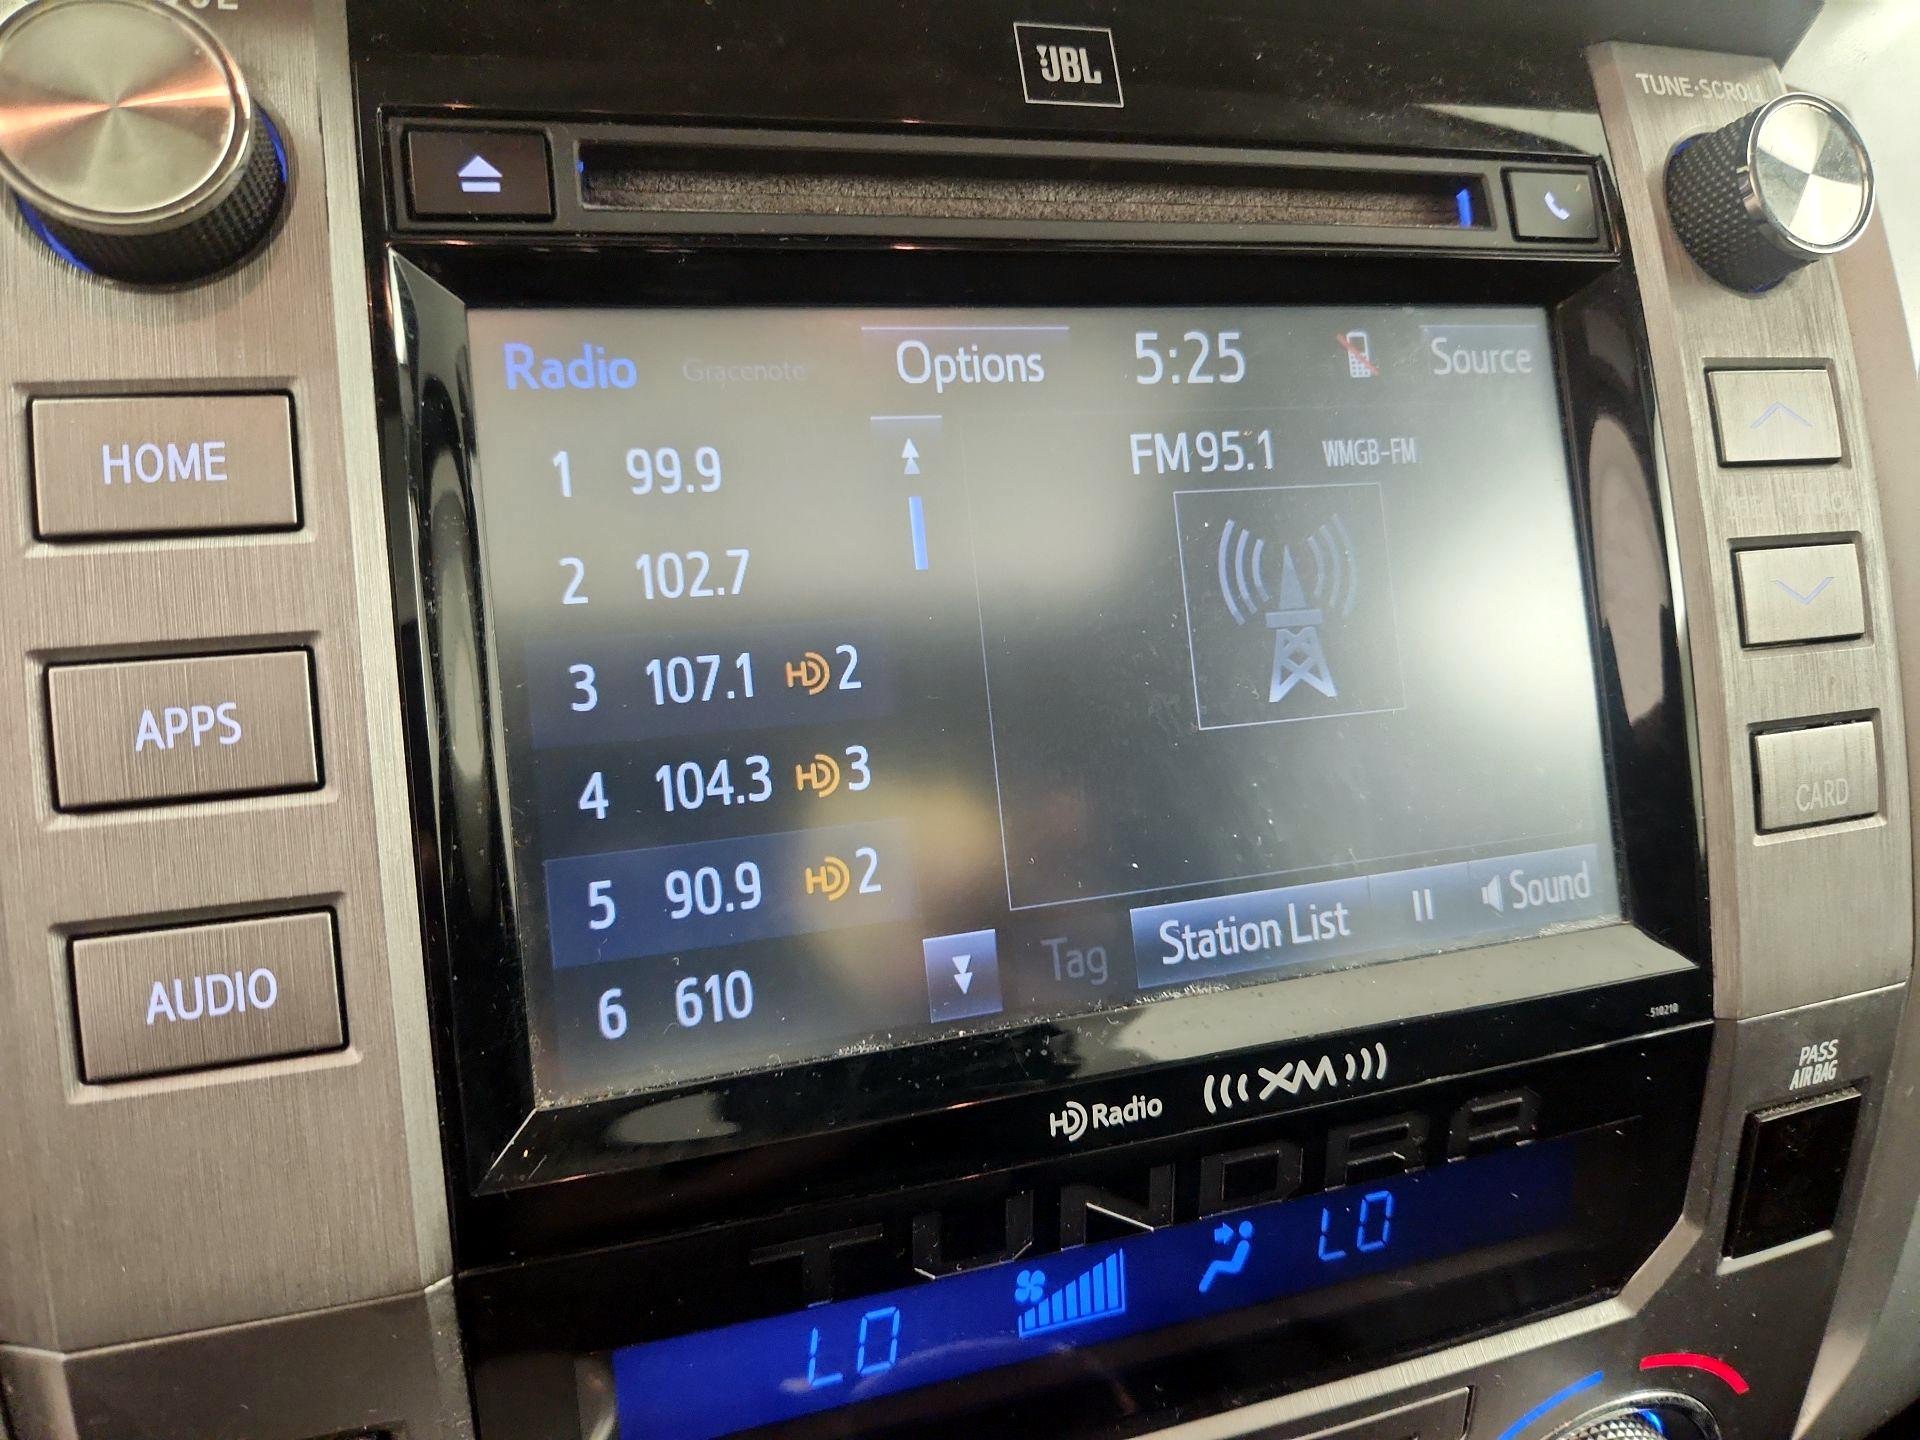 JBL
TUNE·SCROLL
Radio Gracenote Options 5:25 Source
HOME
APPS
AUDIO
1 99.9
2 102.7
3 107.1 HD 2
4 104.3 HD 3
5 90.9 HD 2
6 610
FM 95.1 WMGB-FM
Tag Station List Sound
CARD
510210
HD Radio XM
PASS
AIR BAG
TUNDRA
LO LO